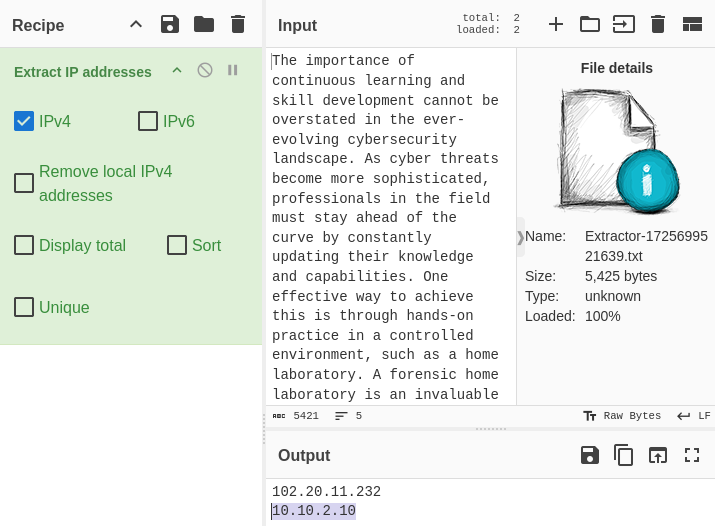 Recipe
Extract IP addresses
IPv4
IPv6
Remove local IPv4
addresses
Display total
Sort
Unique
Input
total: 2
loaded: 2
The importance of
continuous learning and
skill development cannot be
overstated in the ever-
evolving cybersecurity
landscape. As cyber threats
become more sophisticated,
professionals in the field
must stay ahead of the
curve by constantly
updating their knowledge
and capabilities. One
effective way to achieve
this is through hands-on
practice in a controlled
environment, such as a home
laboratory. A forensic home
laboratory is an invaluable
File details
Name: Extractor-17256995
21639.txt
Size: 5,425 bytes
Type: unknown
Loaded: 100%
ABC 5421
5
Tт Raw Bytes
LF
Output
102.20.11.232
10.10.2.10